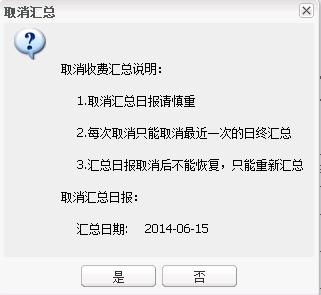 取消汇总
取消收费汇总说明：
1.取消汇总日报请慎重
2.每次取消只能取消最近一次的日终汇总
3.汇总日报取消后不能恢复，只能重新汇总
取消汇总日报：
汇总日期: 2014-06-15
是 否